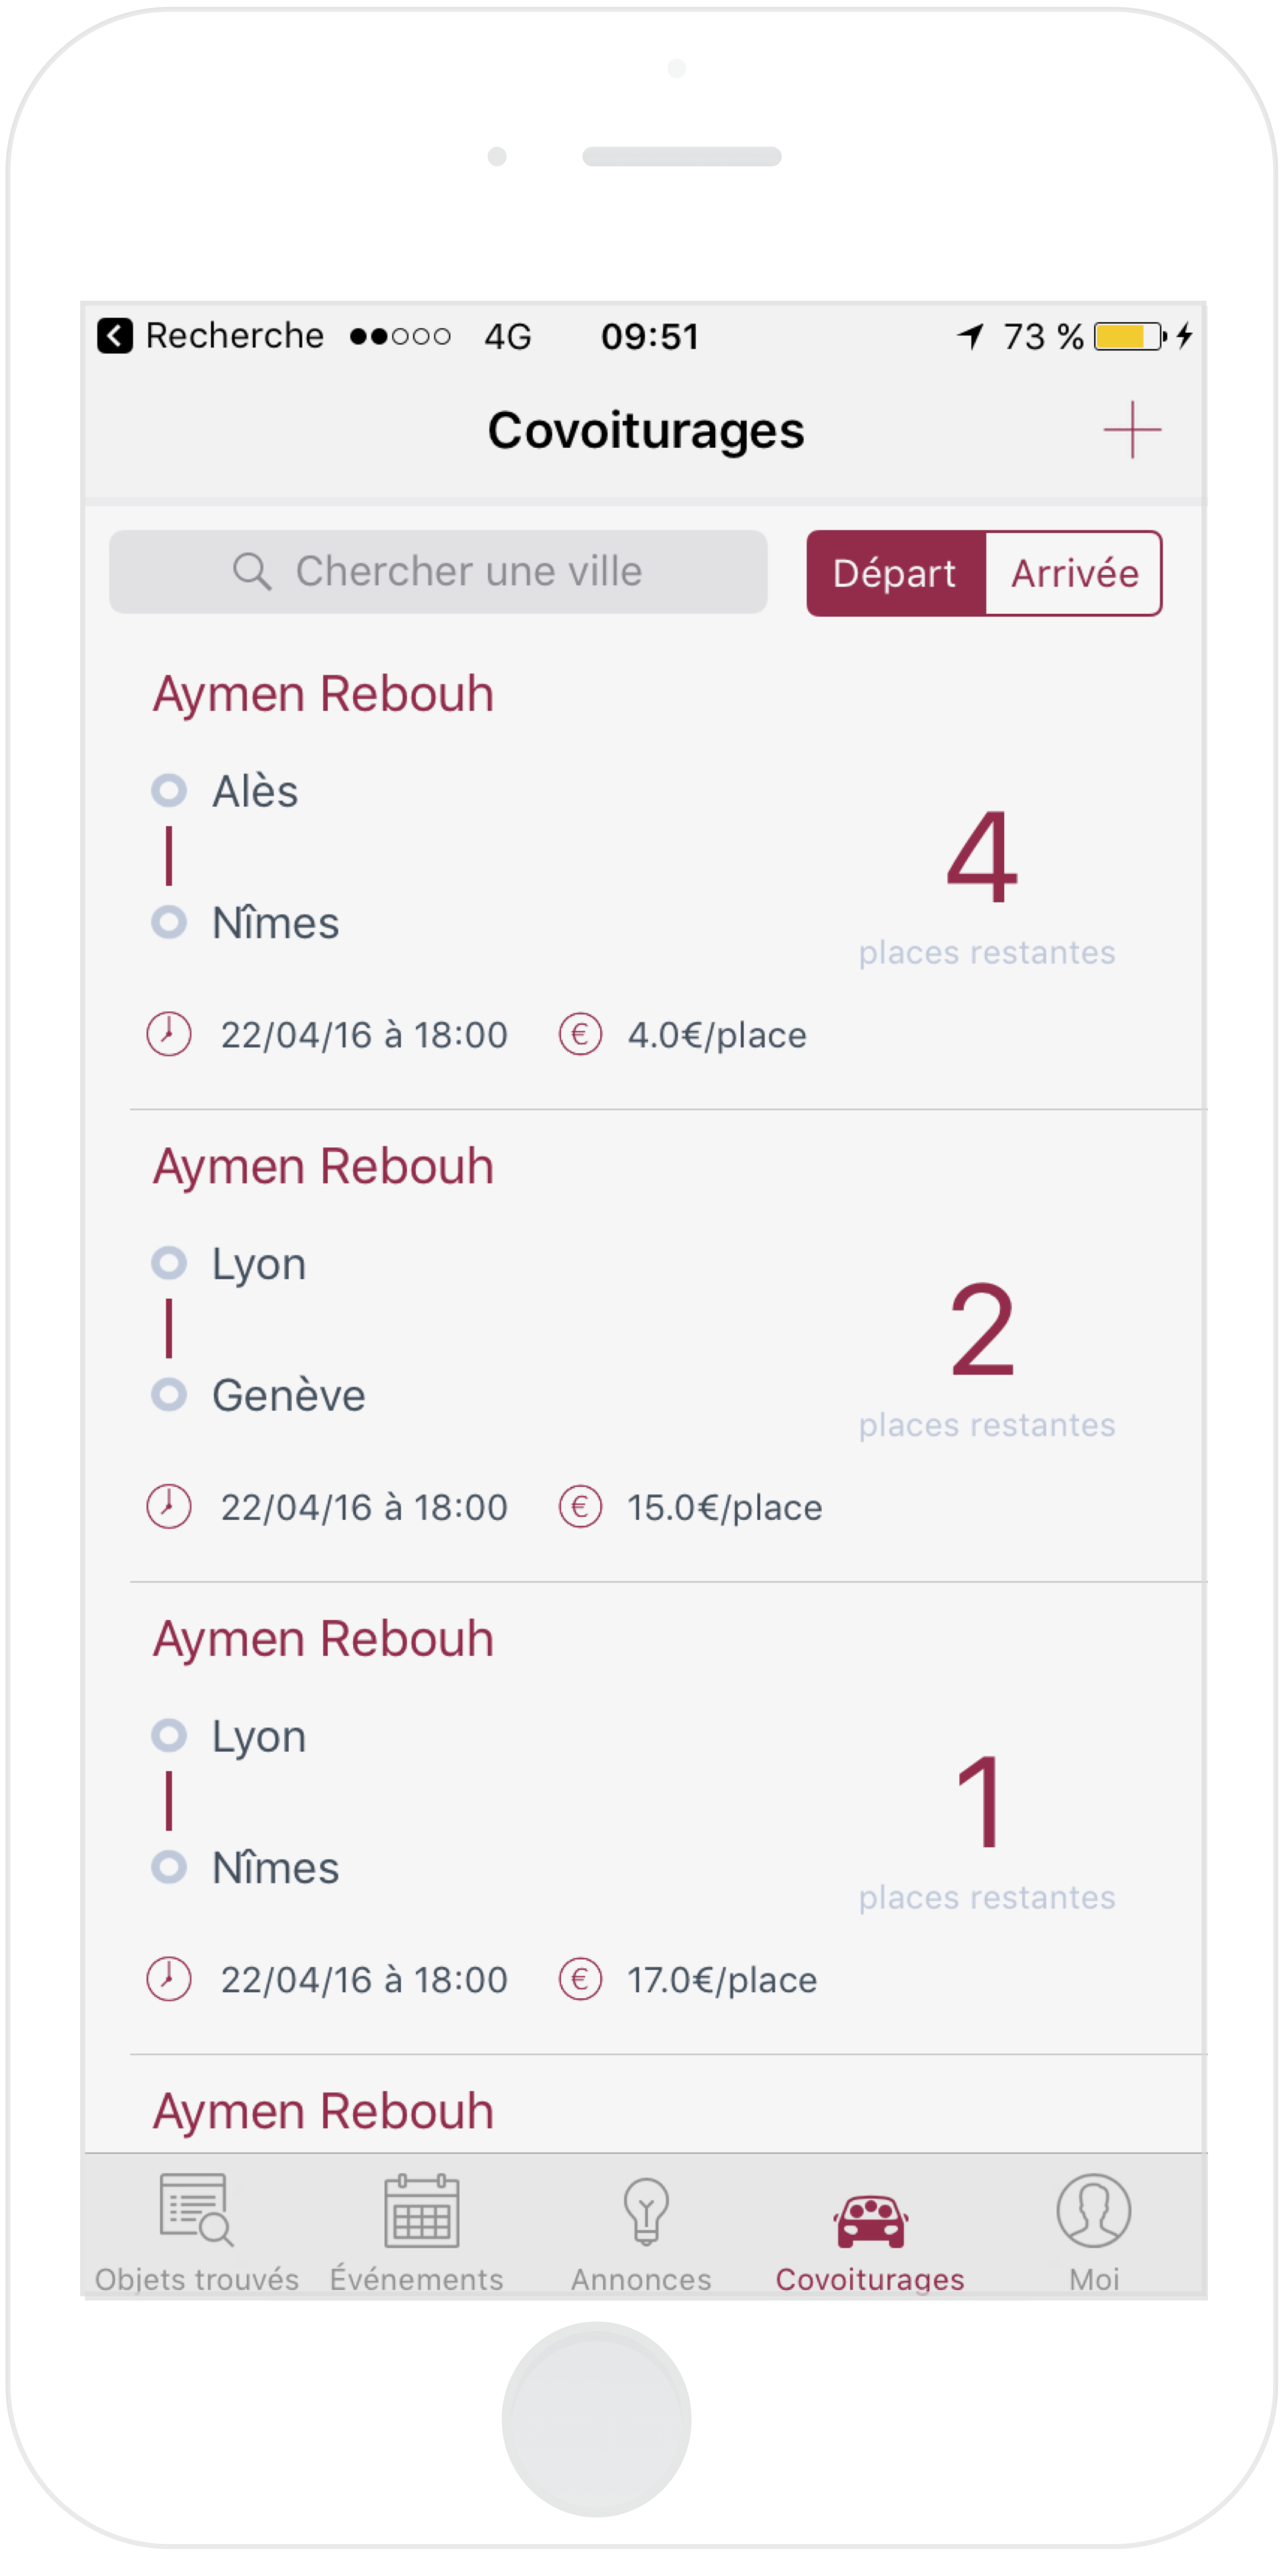 Recherche 4G 09:51 73 %
Covoiturages
Chercher une ville Départ Arrivée
Aymen Rebouh
Alès
4
Nîmes
places restantes
22/04/16 à 18:00 € 4.0€/place
Aymen Rebouh
Lyon
2
Genève
places restantes
22/04/16 à 18:00 € 15.0€/place
Aymen Rebouh
Lyon
1
Nîmes
places restantes
22/04/16 à 18:00 € 17.0€/place
Aymen Rebouh
Objets trouvés Événements Annonces Covoiturages Moi